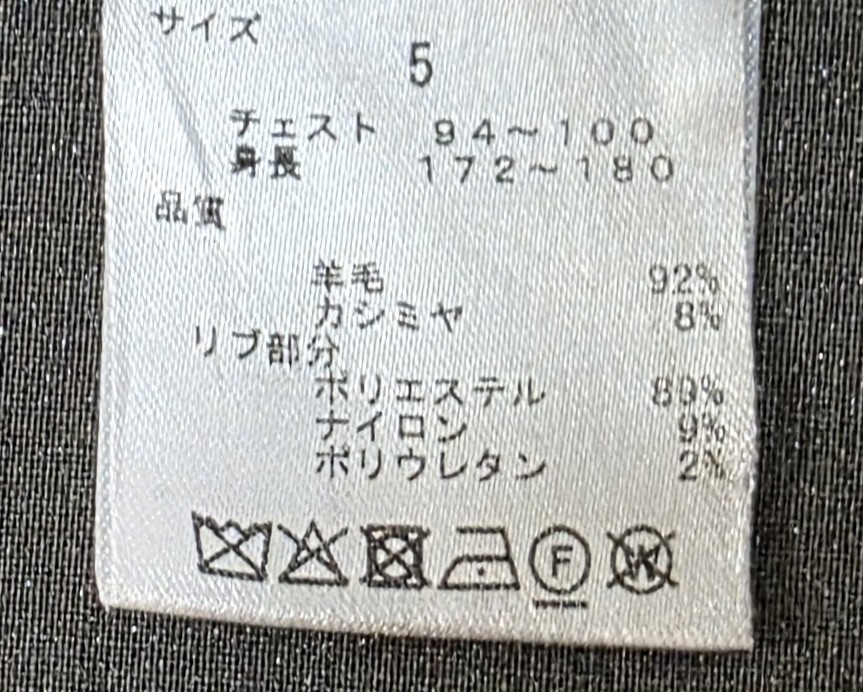 サイズ
5
チェスト 94～100
身長 172～180
品質
羊毛 92%
カシミヤ 8%
リブ部分
ポリエステル 89%
ナイロン 9%
ポリウレタン 2%
F
W